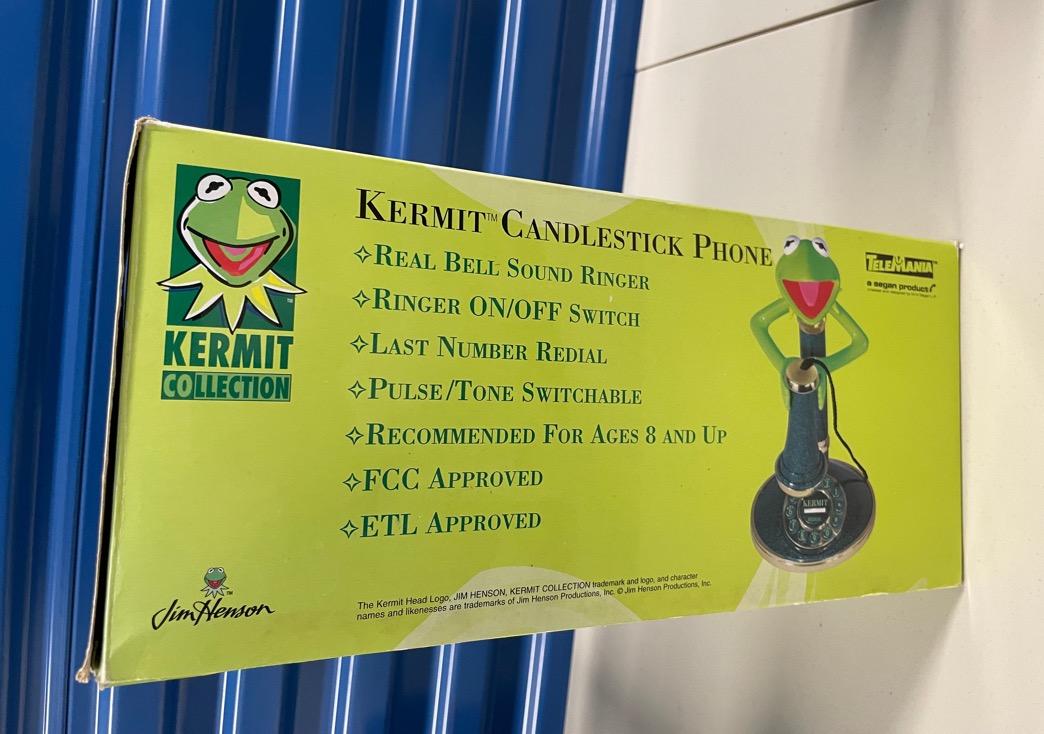 KERMIT™ CANDLESTICK PHONE
REAL BELL SOUND RINGER
RINGER ON/OFF SWITCH
LAST NUMBER REDIAL
PULSE/TONE SWITCHABLE
RECOMMENDED FOR AGES 8 AND UP
FCC APPROVED
ETL APPROVED
™
KERMIT
COLLECTION
TELEMANIA™
a segan product
KERMIT
Jim Henson™
The Kermit Head Logo, JIM HENSON, KERMIT COLLECTION trademark and logo, and character
names and likenesses are trademarks of Jim Henson Productions, Inc. © Jim Henson Productions, Inc.